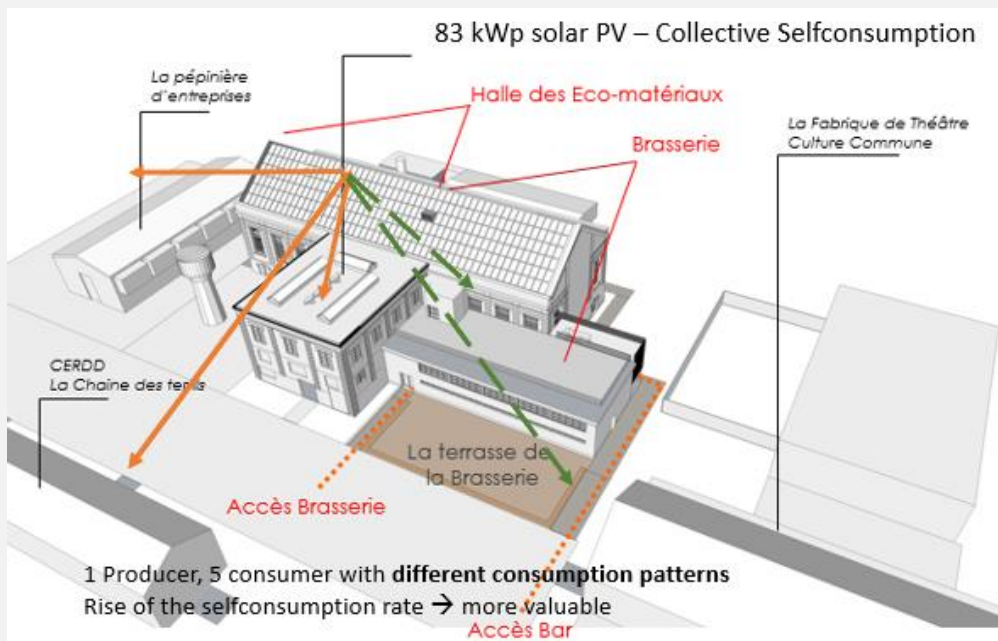 83 kWp solar PV – Collective Selfconsumption
La pépinière
d'entreprises
Halle des Eco-matériaux
Brasserie
La Fabrique de Théâtre
Culture Commune
CERDD
La Chaine des terrils
La terrasse de
la Brasserie
Accès Brasserie
1 Producer, 5 consumer with different consumption patterns
Rise of the selfconsumption rate → more valuable
Accès Bar